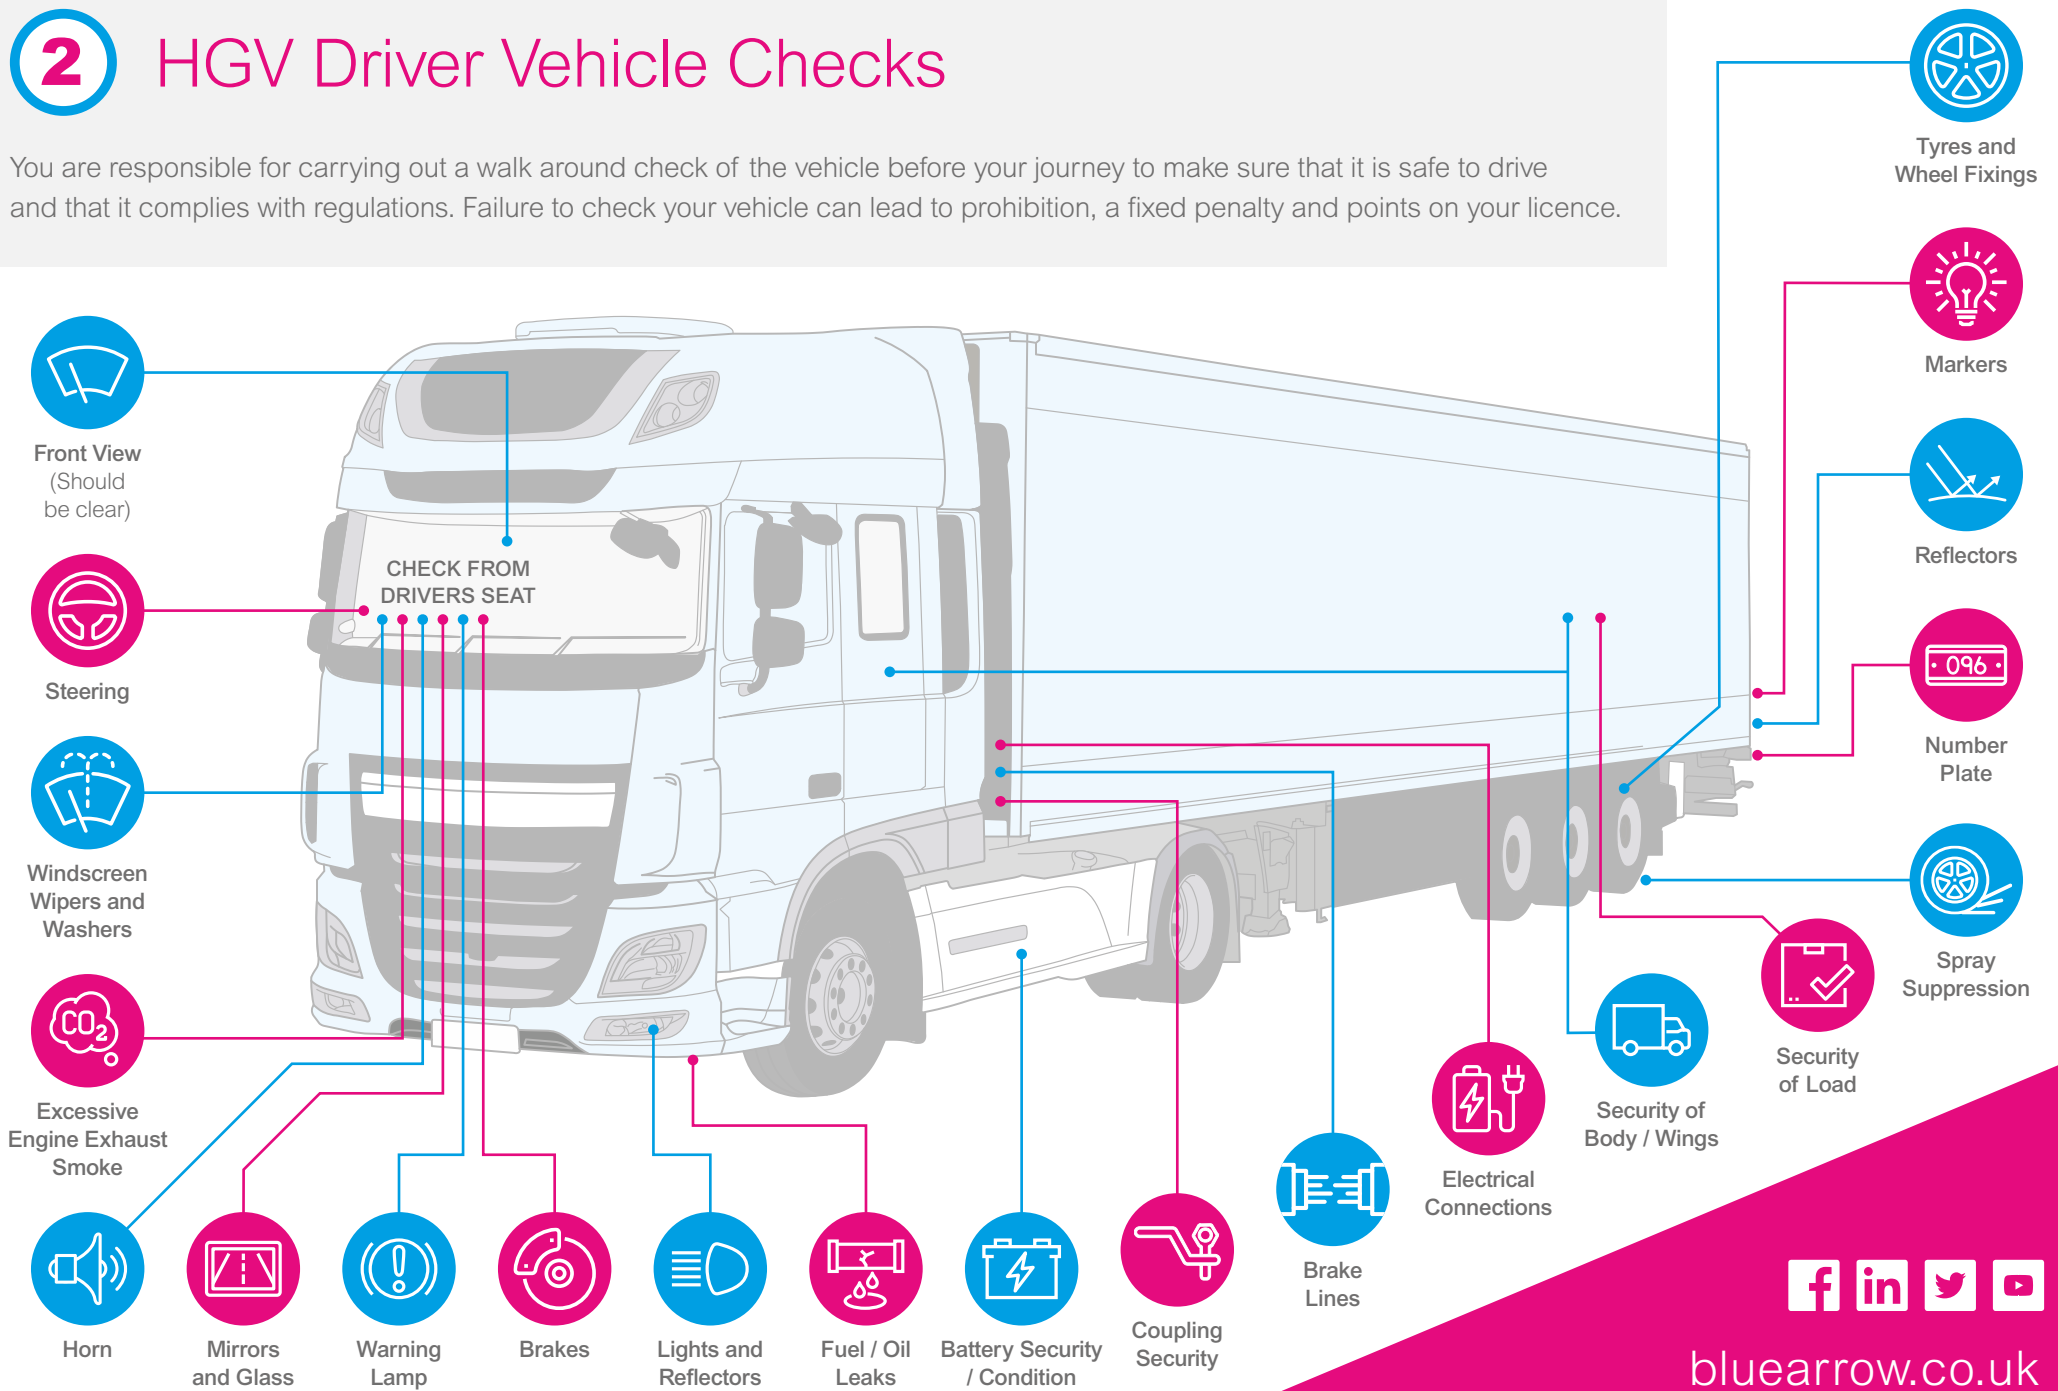 2
HGV Driver Vehicle Checks
You are responsible for carrying out a walk around check of the vehicle before your journey to make sure that it is safe to drive
and that it complies with regulations. Failure to check your vehicle can lead to prohibition, a fixed penalty and points on your licence.
Tyres and
Wheel Fixings
Markers
Reflectors
096
Number
Plate
Spray
Suppression
Front View
(Should
be clear)
Steering
Windscreen
Wipers and
Washers
CO2
Excessive
Engine Exhaust
Smoke
CHECK FROM
DRIVERS SEAT
Horn
Mirrors
and Glass
Warning
Lamp
Brakes
Lights and
Reflectors
Fuel / Oil
Leaks
Battery Security
/ Condition
Coupling
Security
Brake
Lines
Electrical
Connections
Security of
Body / Wings
Security
of Load
f in
bluearrow.co.uk